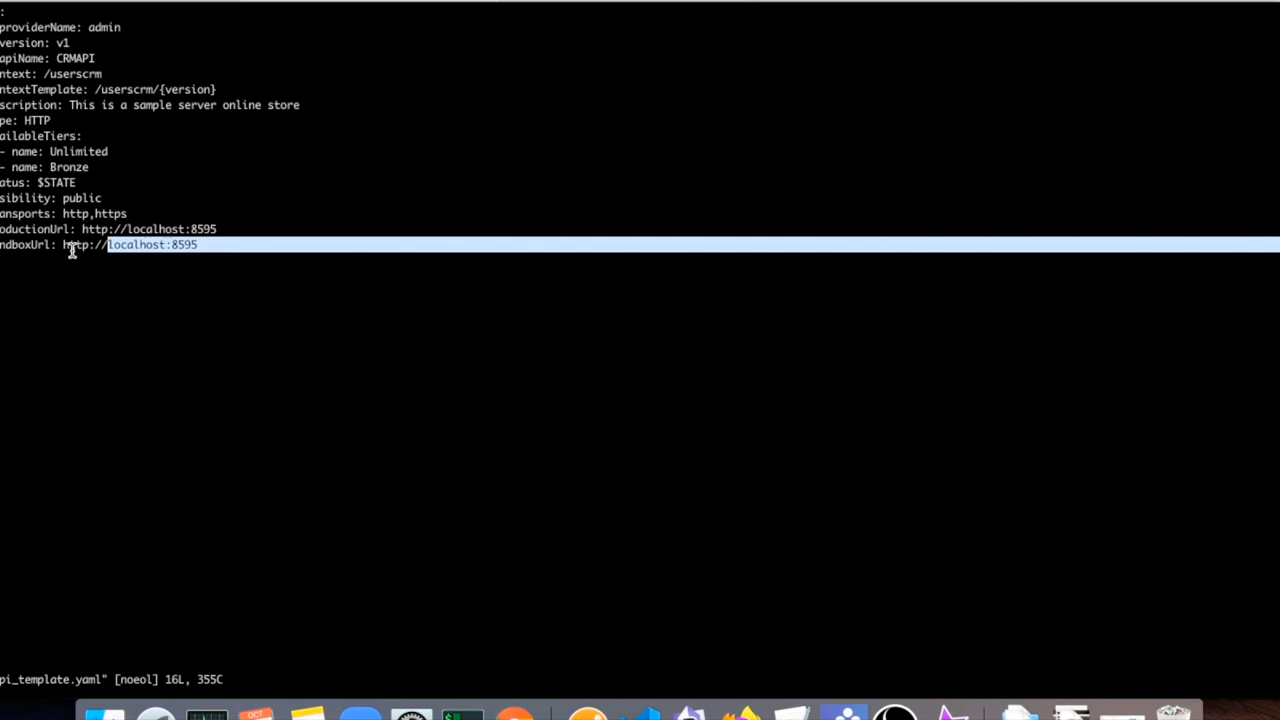 :
providerName: admin
version: v1
apiName: CRMAPI
ntext: /userscrm
ntextTemplate: /userscrm/{version}
scription: This is a sample server online store
pe: HTTP
ailableTiers:
- name: Unlimited
- name: Bronze
atus: $STATE
sibility: public
ansports: http,https
oductionUrl: http://localhost:8595
ndboxUrl: http://localhost:8595
pi_template.yaml" [noeol] 16L, 355C
OCT